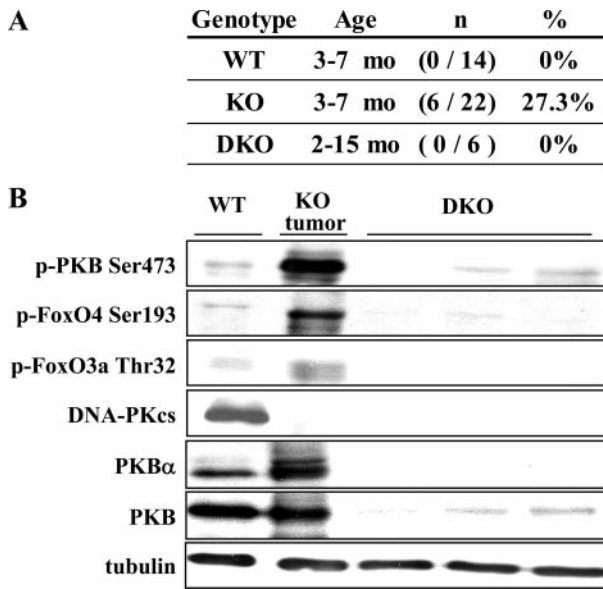 A
Genotype Age n %
WT 3-7 mo (0 / 14) 0%
KO 3-7 mo (6 / 22) 27.3%
DKO 2-15 mo ( 0 / 6 ) 0%
B
WT KO tumor DKO
p-PKB Ser473
p-FoxO4 Ser193
p-FoxO3a Thr32
DNA-PKcs
PKBα
PKB
tubulin